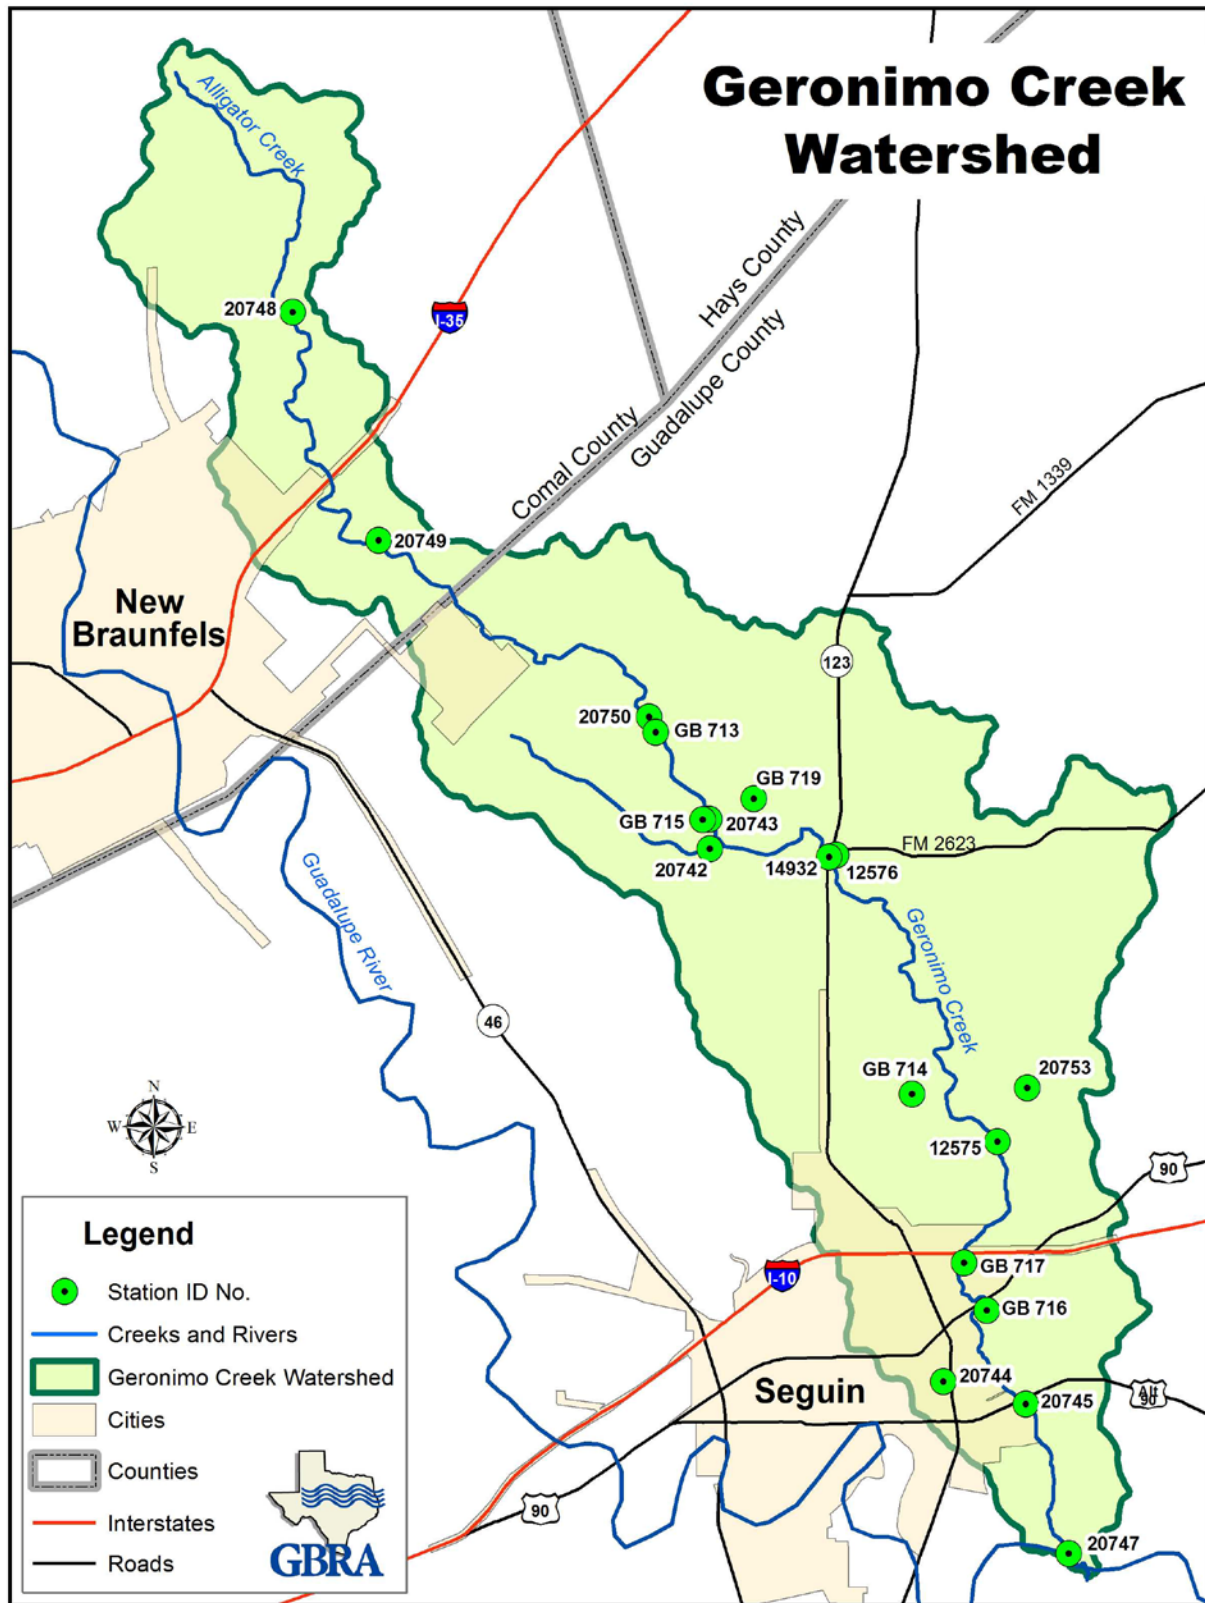 Geronimo Creek
Watershed
Alligator Creek
20748
I-35
Hays County
Guadalupe County
Comal County
FM 1339
20749
New
Braunfels
123
20750
GB 713
GB 719
GB 715
20743
20742
14932
12576
FM 2623
Guadalupe River
Geronimo Creek
46
GB 714
20753
12575
90
N
W
E
S
GB 717
I-10
GB 716
20744
Seguin
20745
Alt
90
90
20747
Legend
Station ID No.
Creeks and Rivers
Geronimo Creek Watershed
Cities
Counties
Interstates
Roads
GBRA